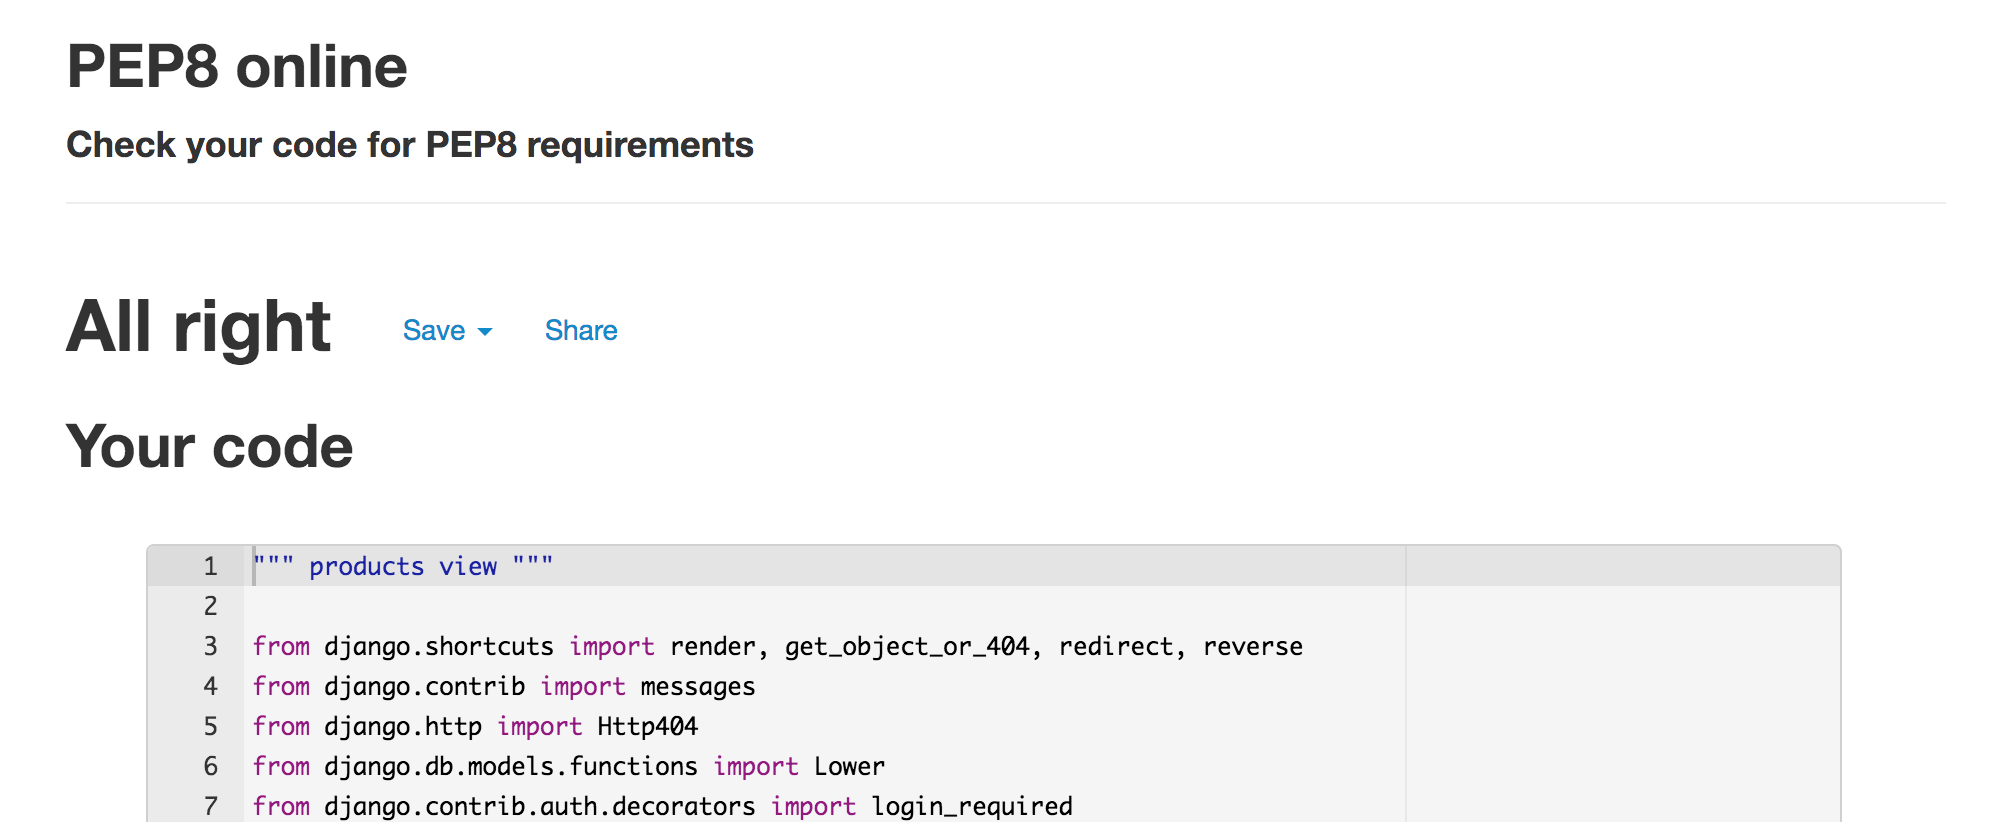 PEP8 online
Check your code for PEP8 requirements
All right Save Share
Your code
1 """ products view """
2
3 from django.shortcuts import render, get_object_or_404, redirect, reverse
4 from django.contrib import messages
5 from django.http import Http404
6 from django.db.models.functions import Lower
7 from django.contrib.auth.decorators import login_required